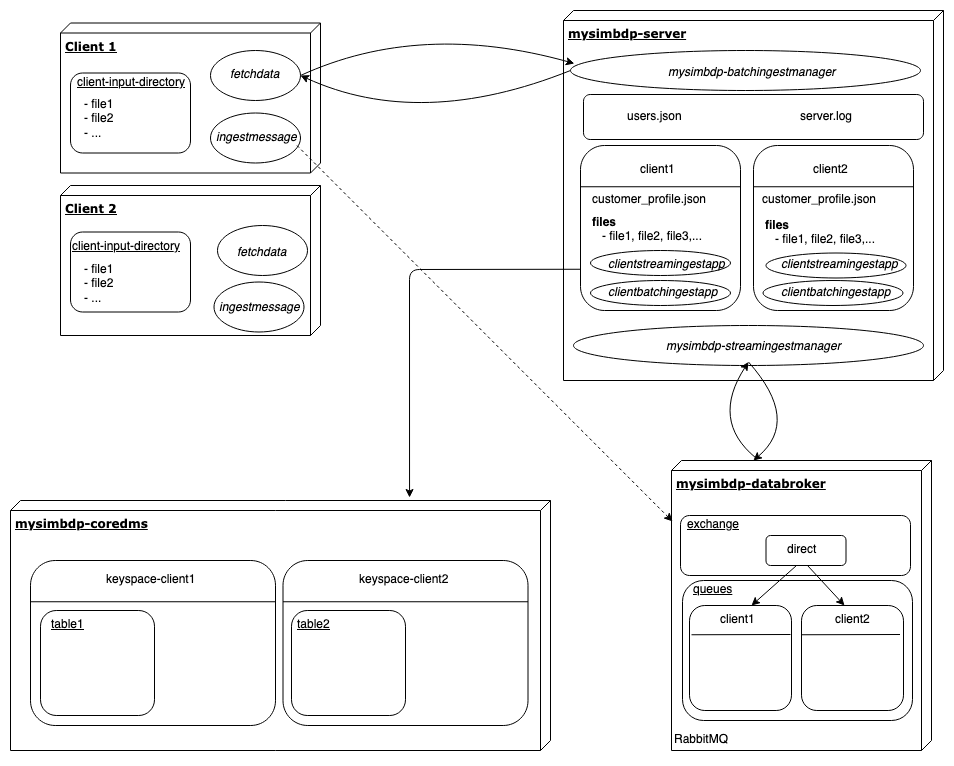 Client 1
client-input-directory
- file1
- file2
- ...
fetchdata
ingestmessage
Client 2
client-input-directory
- file1
- file2
- ...
fetchdata
ingestmessage
mysimbdp-server
mysimbdp-batchingestmanager
users.json
server.log
client1
customer_profile.json
files
- file1, file2, file3,...
clientstreamingestapp
clientbatchingestapp
client2
customer_profile.json
files
- file1, file2, file3,...
clientstreamingestapp
clientbatchingestapp
mysimbdp-streamingestmanager
mysimbdp-coredms
keyspace-client1
table1
keyspace-client2
table2
mysimbdp-databroker
exchange
direct
queues
client1
client2
RabbitMQ